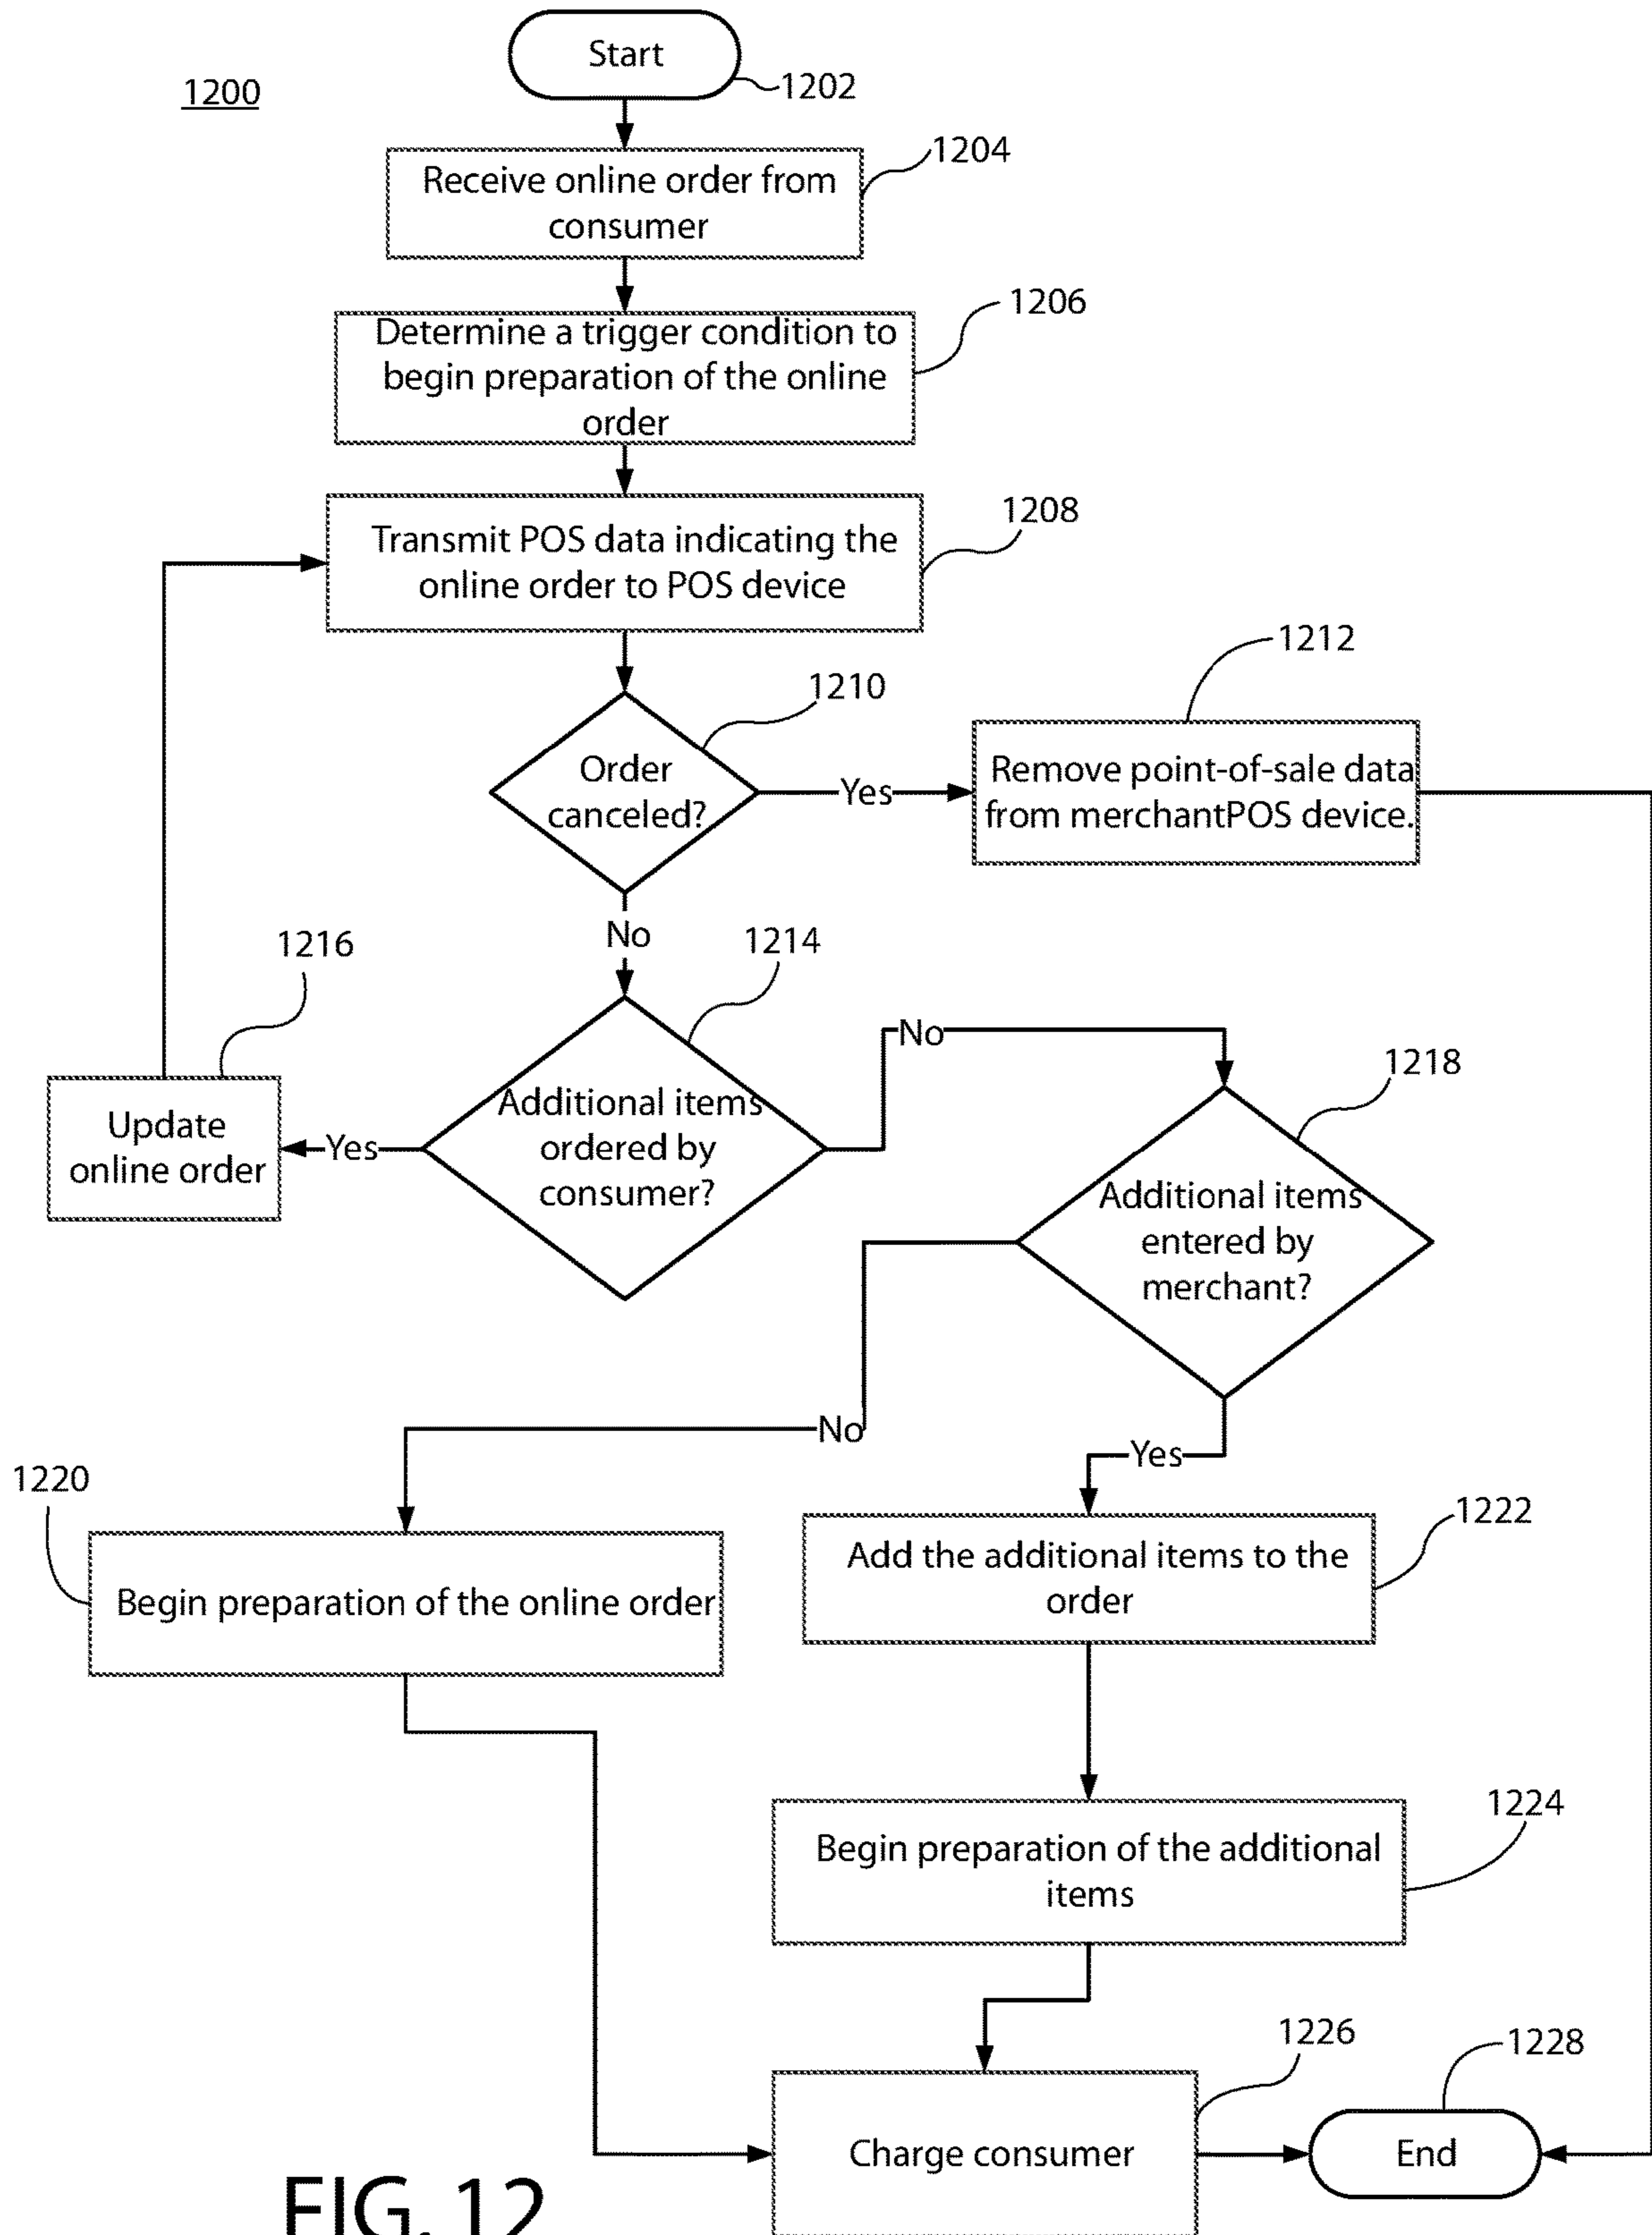 Start
1200
1202
1204
Receive online order from
consumer
1206
Determine a trigger condition to
begin preparation of the online
order
1208
Transmit POS data indicating the
online order to POS device
1212
1210
Order
canceled?
Yes
Remove point-of-sale data
from merchantPOS device.
No
1214
1216
No
1218
Additional items
ordered by
consumer?
Yes
Update
online order
Additional items
entered by
merchant?
No
Yes
1220
1222
Begin preparation of the online order
Add the additional items to the
order
1224
Begin preparation of the additional
items
1226
1228
Charge consumer
End
FIG. 12